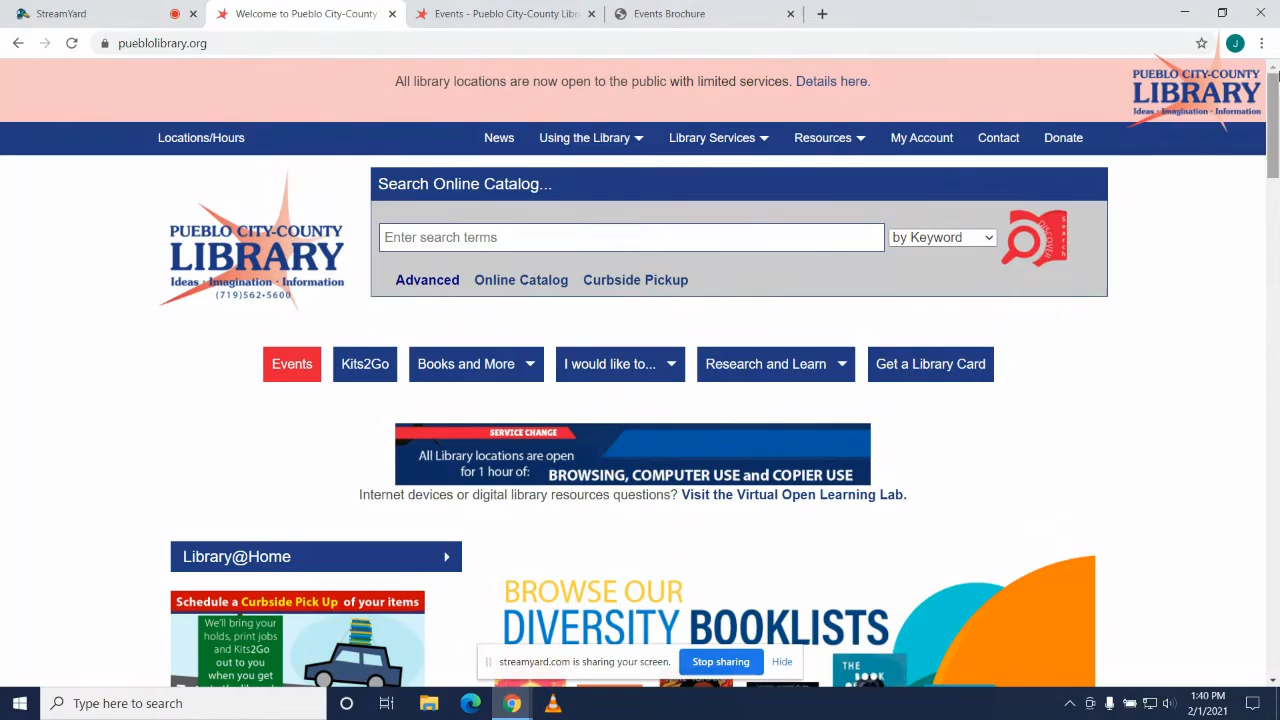 StreamYard
Welcome to Pueblo City-County
Events - Pueblo City-County Libr
Events Brochure
pueblolibrary.org
J
All library locations are now open to the public with limited services. Details here.
PUEBLO CITY-COUNTY
LIBRARY
Ideas · Imagination · Information
Locations/Hours
News
Using the Library
Library Services
Resources
My Account
Contact
Donate
Search Online Catalog...
PUEBLO CITY-COUNTY
LIBRARY
Ideas · Imagination · Information
(719)562•5600
Enter search terms
by Keyword
DISCOVER
Search
Advanced
Online Catalog
Curbside Pickup
Events
Kits2Go
Books and More
I would like to...
Research and Learn
Get a Library Card
SERVICE CHANGE
All Library locations are open
for 1 hour of: BROWSING, COMPUTER USE and COPIER USE
Internet devices or digital library resources questions? Visit the Virtual Open Learning Lab.
Library@Home
Schedule a Curbside Pick Up of your items
We'll bring your
holds, print jobs
and Kits2Go
out to you
when you get
BROWSE OUR
DIVERSITY BOOKLISTS
THE
BOOK
streamyard.com is sharing your screen.
Stop sharing
Hide
Type here to search
1:40 PM
2/1/2021